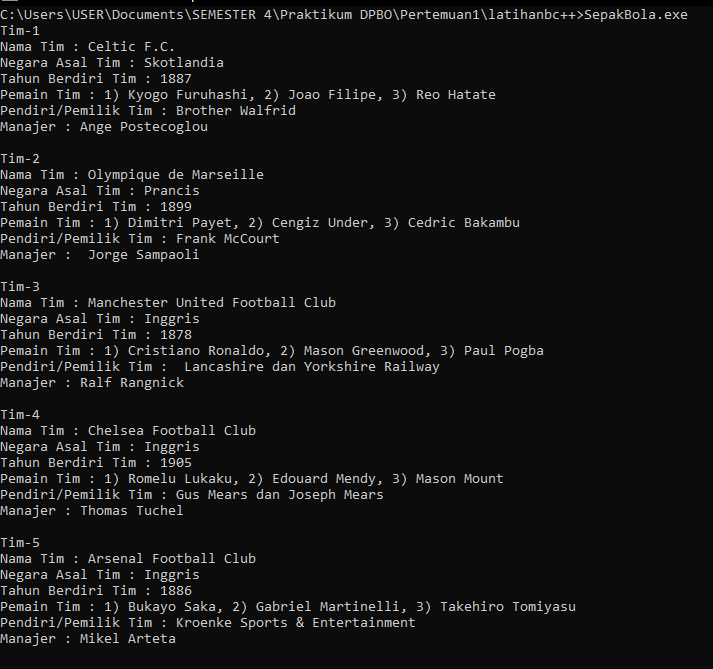 C:\Users\USER\Documents\SEMESTER 4\Praktikum DPBO\Pertemuan1\latihanbc++>SepakBola.exe
Tim-1
Nama Tim : Celtic F.C.
Negara Asal Tim : Skotlandia
Tahun Berdiri Tim : 1887
Pemain Tim : 1) Kyogo Furuhashi, 2) Joao Filipe, 3) Reo Hatate
Pendiri/Pemilik Tim : Brother Walfrid
Manajer : Ange Postecoglou

Tim-2
Nama Tim : Olympique de Marseille
Negara Asal Tim : Prancis
Tahun Berdiri Tim : 1899
Pemain Tim : 1) Dimitri Payet, 2) Cengiz Under, 3) Cedric Bakambu
Pendiri/Pemilik Tim : Frank McCourt
Manajer :  Jorge Sampaoli

Tim-3
Nama Tim : Manchester United Football Club
Negara Asal Tim : Inggris
Tahun Berdiri Tim : 1878
Pemain Tim : 1) Cristiano Ronaldo, 2) Mason Greenwood, 3) Paul Pogba
Pendiri/Pemilik Tim :  Lancashire dan Yorkshire Railway
Manajer : Ralf Rangnick

Tim-4
Nama Tim : Chelsea Football Club
Negara Asal Tim : Inggris
Tahun Berdiri Tim : 1905
Pemain Tim : 1) Romelu Lukaku, 2) Edouard Mendy, 3) Mason Mount
Pendiri/Pemilik Tim : Gus Mears dan Joseph Mears
Manajer : Thomas Tuchel

Tim-5
Nama Tim : Arsenal Football Club
Negara Asal Tim : Inggris
Tahun Berdiri Tim : 1886
Pemain Tim : 1) Bukayo Saka, 2) Gabriel Martinelli, 3) Takehiro Tomiyasu
Pendiri/Pemilik Tim : Kroenke Sports & Entertainment
Manajer : Mikel Arteta